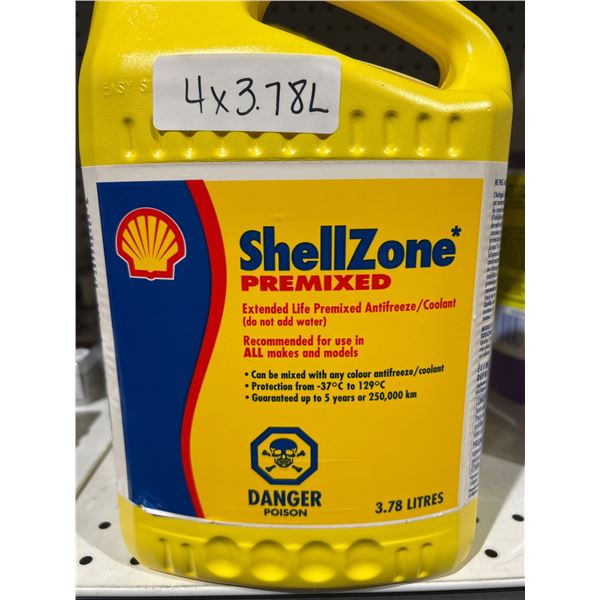 EASY
4x3.78L
ShellZone*
PREMIXED
Extended Life Premixed Antifreeze/Coolant
(do not add water)
Recommended for use in
ALL makes and models
• Can be mixed with any colour antifreeze/coolant
• Protection from -37°C to 129°C
• Guaranteed up to 5 years or 250,000 km
DANGER
POISON
3.78 LITRES